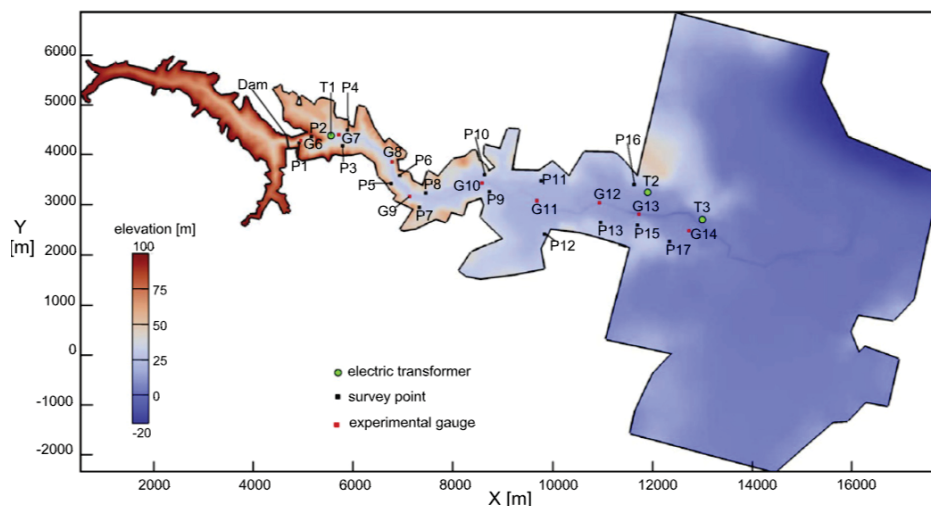 Y
[m]
6000
5000
4000
3000
2000
1000
0
-1000
-2000
Dam
T1
P4
P2
G6
G7
P1
P3
G8
P6
P5
P8
G9
P7
P10
G10
P9
P11
G11
P12
G12
P13
P16
T2
G13
P15
T3
G14
P17
elevation [m]
100
75
50
25
0
-20
electric transformer
survey point
experimental gauge
2000 4000 6000 8000 10000 12000 14000 16000
X [m]